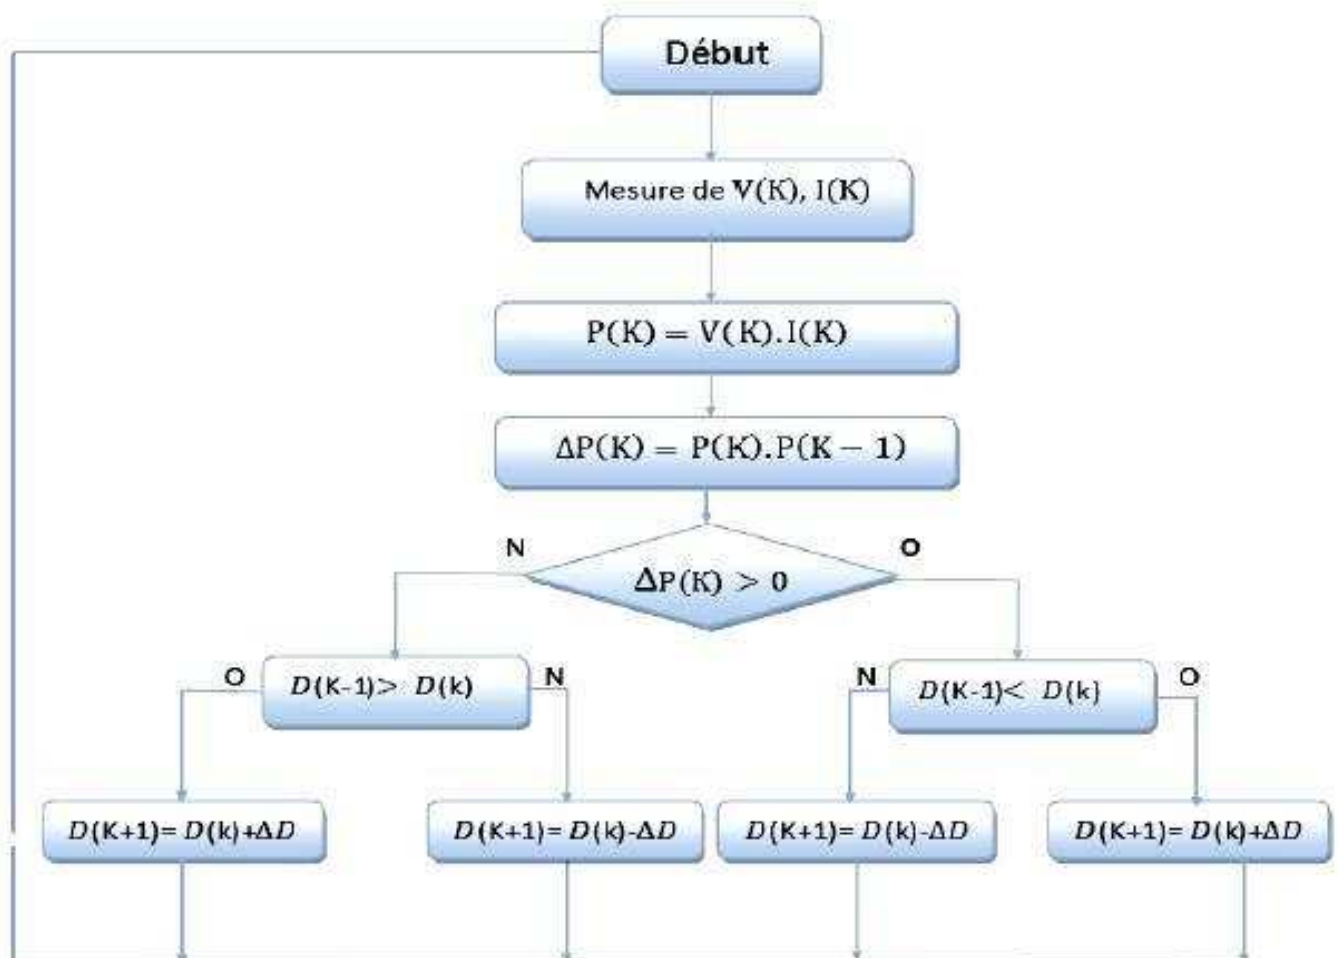 Début
Mesure de V(K), I(K)
P(K) = V(K).I(K)
ΔP(K) = P(K).P(K − 1)
N
O
ΔP(K) > 0
O
D(K-1)> D(k)
N
N
D(K-1)< D(k)
O
D(K+1)= D(k)+ΔD
D(K+1)= D(k)-ΔD
D(K+1)= D(k)-ΔD
D(K+1)= D(k)+ΔD